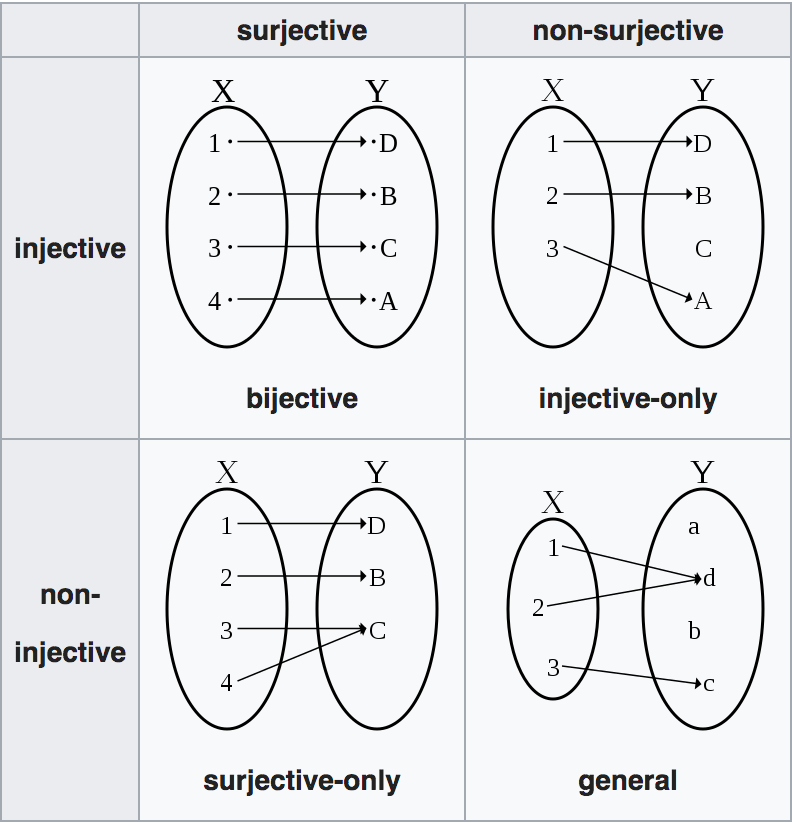 surjective non-surjective
injective
X Y
1 D
2 B
3 C
4 A
bijective
X Y
1 D
2 B
3 C
A
injective-only
non-
injective
X Y
1 D
2 B
3 C
4
surjective-only
X Y
1 a
2 d
3 b
c
general